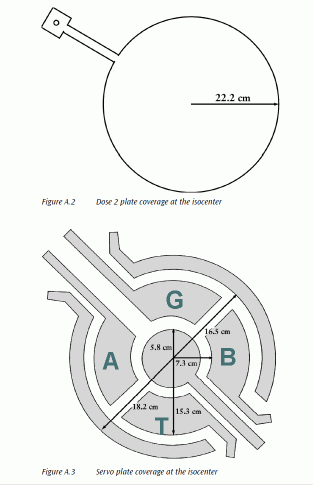 22.2 cm
Figure A.2 Dose 2 plate coverage at the isocenter
G
16.5 cm
5.8 cm
A
7.3 cm
B
18.2 cm
15.3 cm
T
Figure A.3 Servo plate coverage at the isocenter